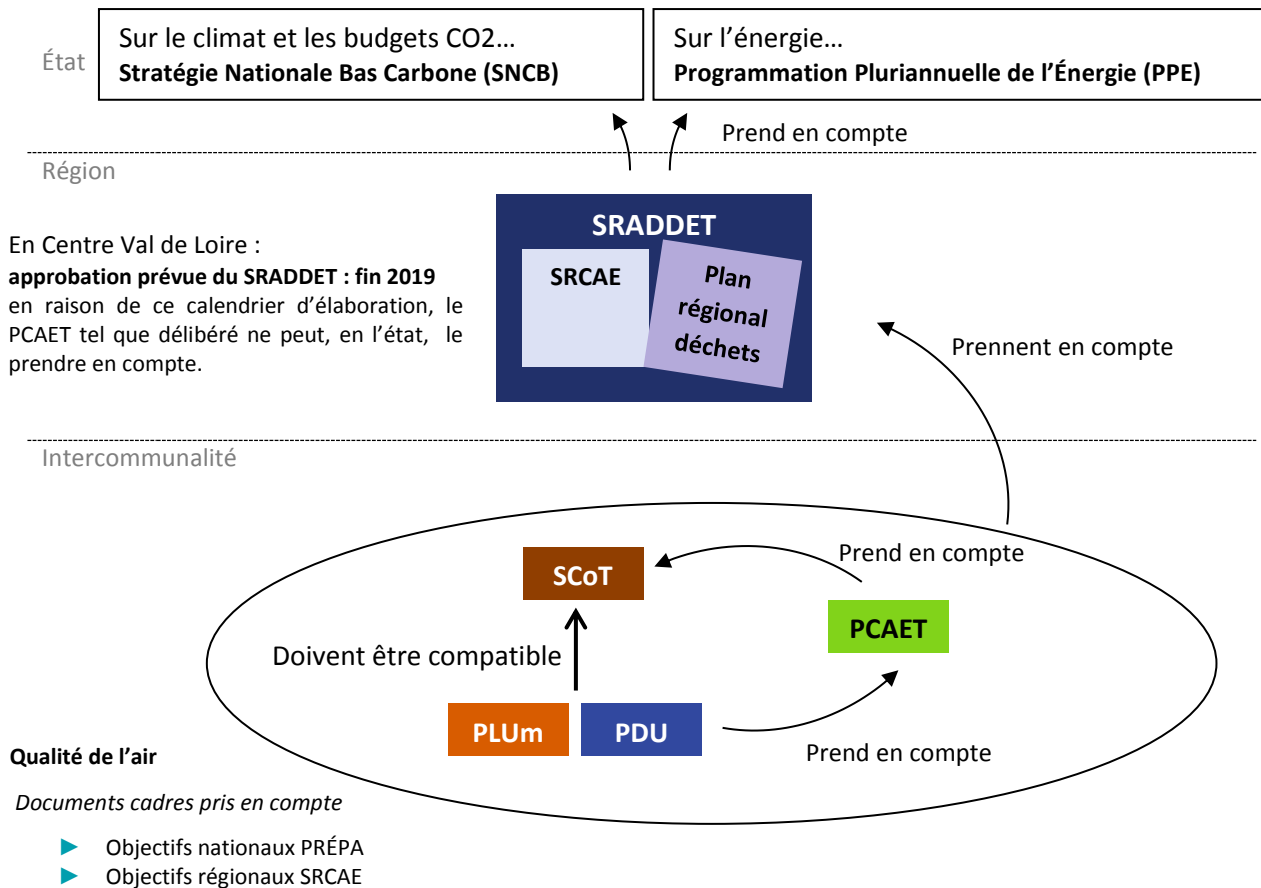 État
Sur le climat et les budgets CO2…
Stratégie Nationale Bas Carbone (SNCB)
Sur l’énergie…
Programmation Pluriannuelle de l’Énergie (PPE)
Prend en compte
Région
SRADDET
SRCAE
Plan
régional
déchets
En Centre Val de Loire :
approbation prévue du SRADDET : fin 2019
en raison de ce calendrier d’élaboration, le
PCAET tel que délibéré ne peut, en l’état, le
prendre en compte.
Prennent en compte
Intercommunalité
Prend en compte
SCoT
PCAET
Doivent être compatible
PLUm
PDU
Prend en compte
Qualité de l’air
Documents cadres pris en compte
► Objectifs nationaux PRÉPA
► Objectifs régionaux SRCAE